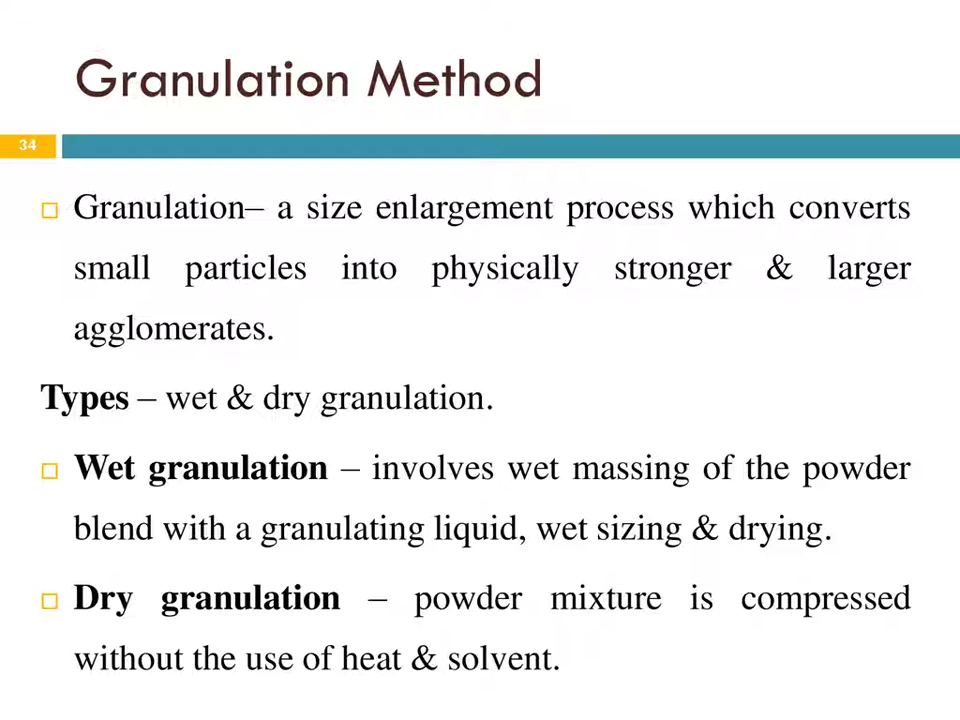 Granulation Method
34
Granulation– a size enlargement process which converts
small particles into physically stronger & larger
agglomerates.
Types – wet & dry granulation.
Wet granulation – involves wet massing of the powder
blend with a granulating liquid, wet sizing & drying.
Dry granulation – powder mixture is compressed
without the use of heat & solvent.